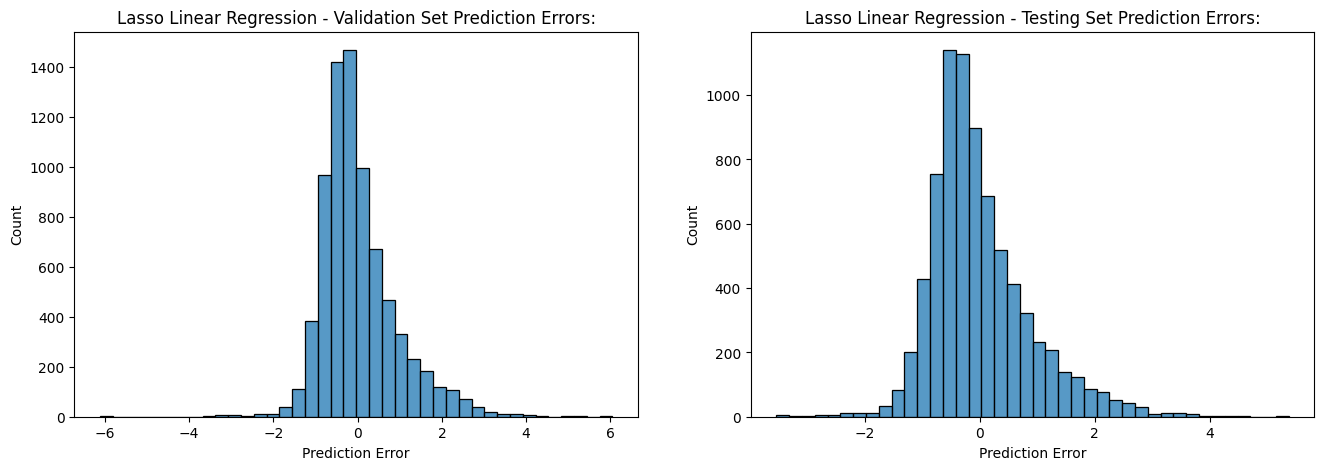 Lasso Linear Regression - Validation Set Prediction Errors:
1400
1200
1000
800
600
400
200
0
Count
−6 −4 −2 0 2 4 6
Prediction Error
Lasso Linear Regression - Testing Set Prediction Errors:
1000
800
600
400
200
0
Count
−2 0 2 4
Prediction Error